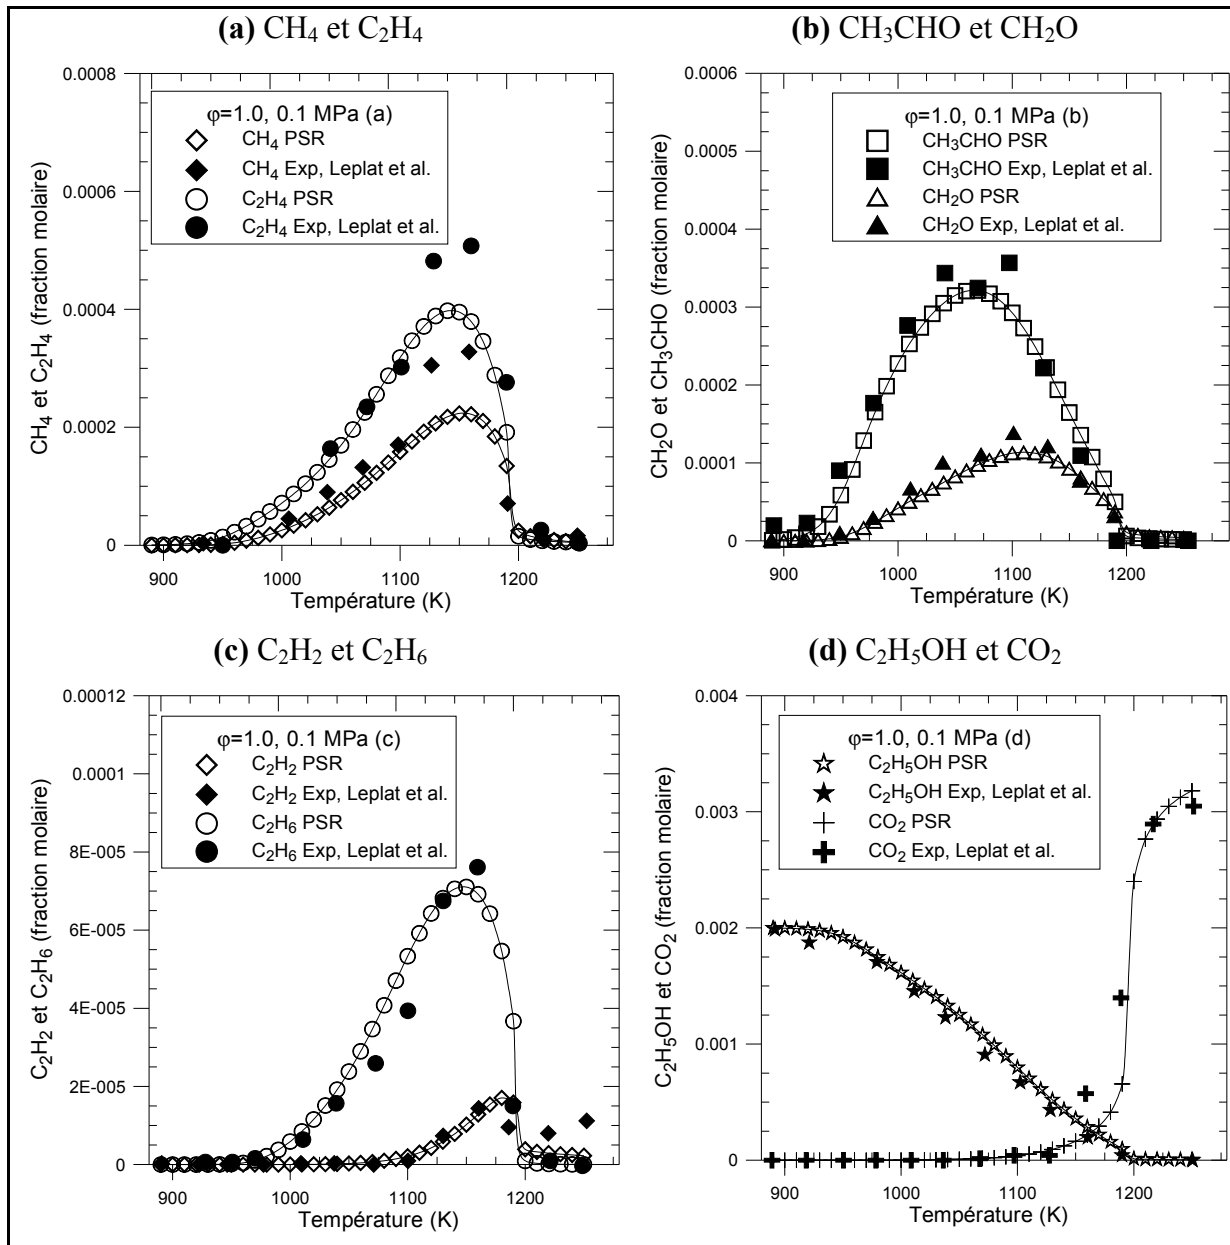 (a) CH₄ et C₂H₄
0.0008
0.0006
0.0004
0.0002
0
CH₄ et C₂H₄ (fraction molaire)
φ=1.0, 0.1 MPa (a)
CH₄ PSR
CH₄ Exp, Leplat et al.
C₂H₄ PSR
C₂H₄ Exp, Leplat et al.
900 1000 1100 1200
Température (K)
(b) CH₃CHO et CH₂O
0.0006
0.0005
0.0004
0.0003
0.0002
0.0001
0
CH₂O et CH₃CHO (fraction molaire)
φ=1.0, 0.1 MPa (b)
CH₃CHO PSR
CH₃CHO Exp, Leplat et al.
CH₂O PSR
CH₂O Exp, Leplat et al.
900 1000 1100 1200
Température (K)
(c) C₂H₂ et C₂H₆
0.00012
0.0001
8E-005
6E-005
4E-005
2E-005
0
C₂H₂ et C₂H₆ (fraction molaire)
φ=1.0, 0.1 MPa (c)
C₂H₂ PSR
C₂H₂ Exp, Leplat et al.
C₂H₆ PSR
C₂H₆ Exp, Leplat et al.
900 1000 1100 1200
Température (K)
(d) C₂H₅OH et CO₂
0.004
0.003
0.002
0.001
0
C₂H₅OH et CO₂ (fraction molaire)
φ=1.0, 0.1 MPa (d)
C₂H₅OH PSR
C₂H₅OH Exp, Leplat et al.
CO₂ PSR
CO₂ Exp, Leplat et al.
900 1000 1100 1200
Température (K)